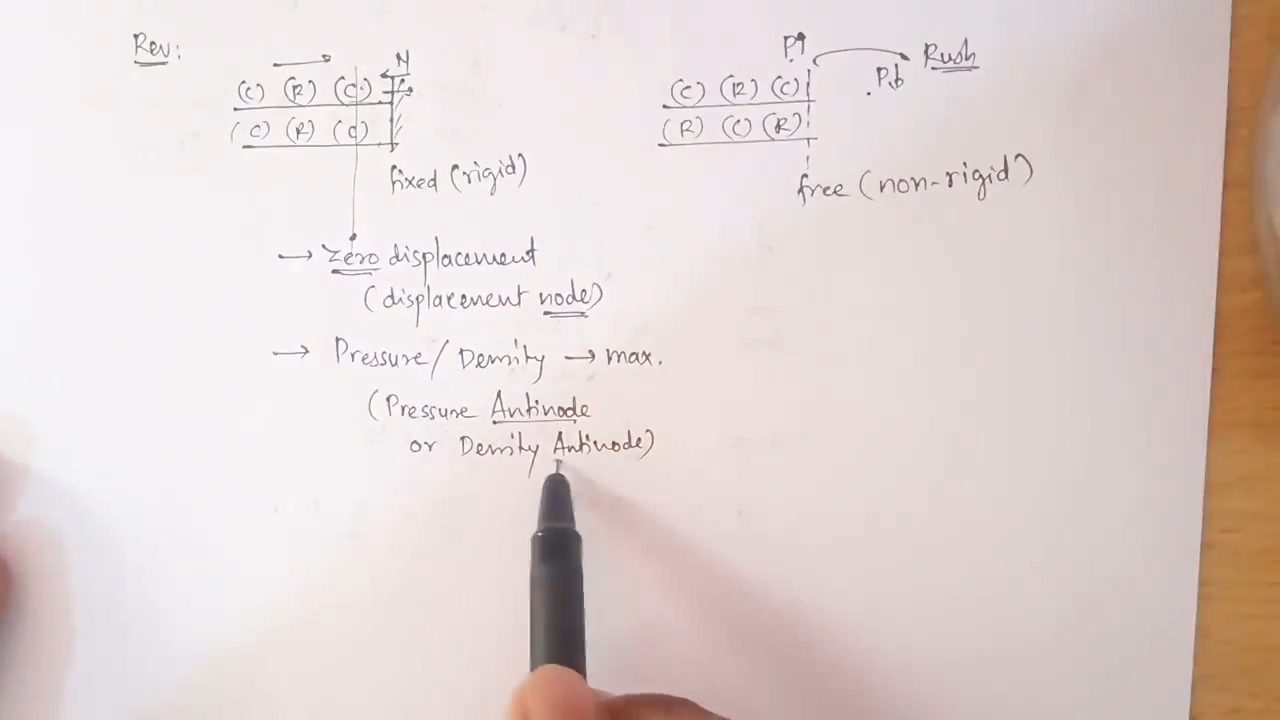 Rev:
N
(C) (R) (C)
(C) (R) (C)
fixed (rigid)
→ Zero displacement
(displacement node)
→ Pressure/Density → max.
(Pressure Antinode
or Density Antinode)
P↑
Rush
(C) (R) (C)
(R) (C) (R)
free (non-rigid)